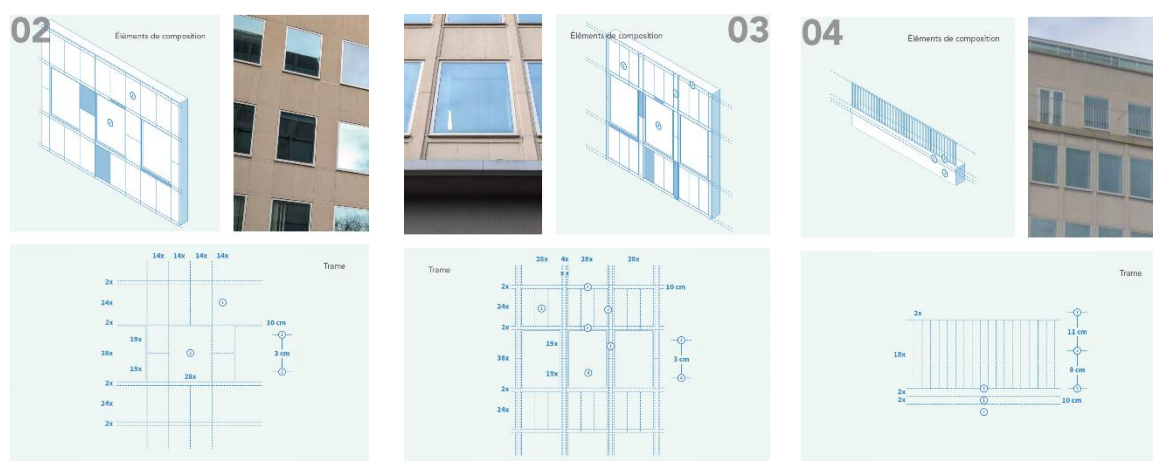 02
Éléments de composition
Éléments de composition
03
04
Éléments de composition
14x 14x 14x 14x
Trame
2x
24x
2x
10 cm
19x
38x
3 cm
19x
28x
2x
24x
2x
Trame
28x 4x 28x 28x
x x
2x
10 cm
24x
2x
19x
38x
3 cm
19x
2x
24x
Trame
2x
11 cm
18x
2x
2x
10 cm